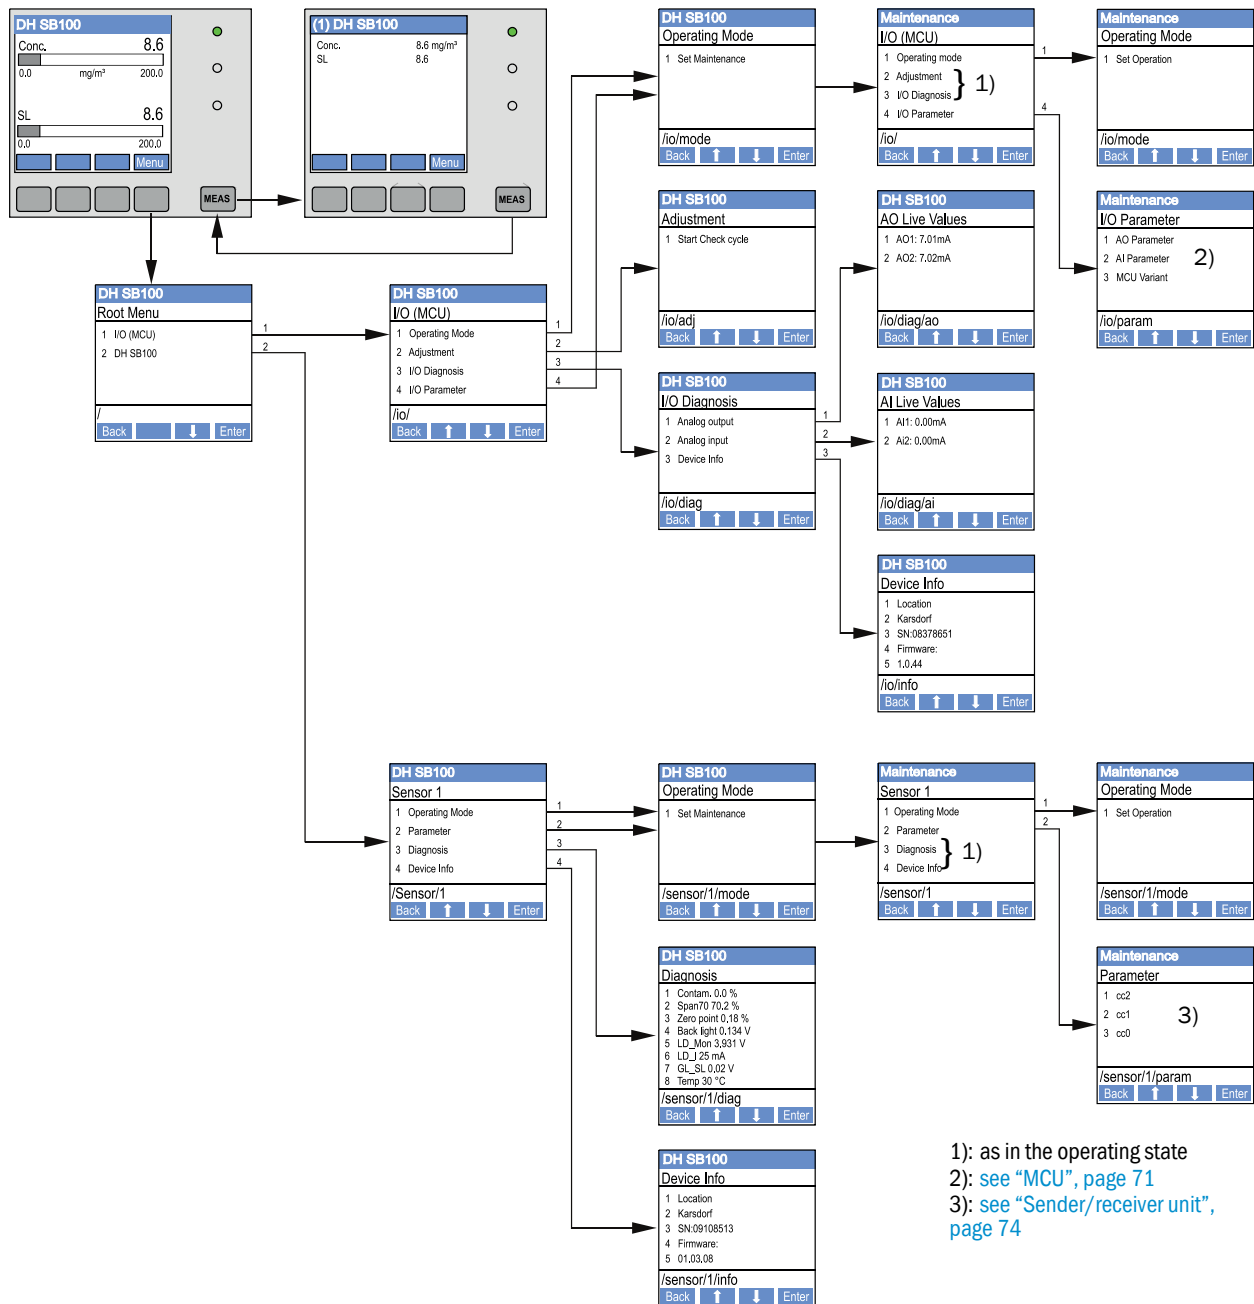 DH SB100
Conc. 8.6
0.0 mg/m³ 200.0
SL 8.6
0.0 200.0
Menu
MEAS
(1) DH SB100
Conc. 8.6 mg/m³
SL 8.6
Menu
MEAS
DH SB100
Operating Mode
1 Set Maintenance
/io/mode
Back ⬆ ⬇ Enter
Maintenance
I/O (MCU)
1 Operating mode
2 Adjustment
3 I/O Diagnosis
4 I/O Parameter
} 1)
/io/
Back ⬆ ⬇ Enter
1
4
Maintenance
Operating Mode
1 Set Operation
/io/mode
Back ⬆ ⬇ Enter
DH SB100
Adjustment
1 Start Check cycle
/io/adj
Back ⬆ ⬇ Enter
DH SB100
AO Live Values
1 AO1: 7.01mA
2 AO2: 7.02mA
/io/diag/ao
Back ⬆ ⬇ Enter
Maintenance
I/O Parameter
1 AO Parameter
2 AI Parameter
3 MCU Variant
2)
/io/param
Back ⬆ ⬇ Enter
DH SB100
Root Menu
1 I/O (MCU)
2 DH SB100
/
Back ⬇ Enter
1
2
DH SB100
I/O (MCU)
1 Operating Mode
2 Adjustment
3 I/O Diagnosis
4 I/O Parameter
/io/
Back ⬆ ⬇ Enter
1
2
3
4
DH SB100
I/O Diagnosis
1 Analog output
2 Analog input
3 Device Info
/io/diag
Back ⬆ ⬇ Enter
1
2
3
DH SB100
AI Live Values
1 AI1: 0.00mA
2 Ai2: 0.00mA
/io/diag/ai
Back ⬆ ⬇ Enter
DH SB100
Device Info
1 Location
2 Karsdorf
3 SN:08378651
4 Firmware:
5 1.0.44
/io/info
Back ⬆ ⬇ Enter
DH SB100
Sensor 1
1 Operating Mode
2 Parameter
3 Diagnosis
4 Device Info
/Sensor/1
Back ⬆ ⬇ Enter
1
2
3
4
DH SB100
Operating Mode
1 Set Maintenance
/sensor/1/mode
Back ⬆ ⬇ Enter
Maintenance
Sensor 1
1 Operating Mode
2 Parameter
3 Diagnosis
4 Device Info
} 1)
/sensor/1
Back ⬆ ⬇ Enter
1
2
Maintenance
Operating Mode
1 Set Operation
/sensor/1/mode
Back ⬆ ⬇ Enter
DH SB100
Diagnosis
1 Contam. 0.0 %
2 Span70 70.2 %
3 Zero point 0.18 %
4 Back light 0.134 V
5 LD_Mon 3,931 V
6 LD_I 25 mA
7 GL_SL 0.02 V
8 Temp 30 °C
/sensor/1/diag
Back ⬆ ⬇ Enter
Maintenance
Parameter
1 cc2
2 cc1
3 cc0
3)
/sensor/1/param
Back ⬆ ⬇ Enter
DH SB100
Device Info
1 Location
2 Karsdorf
3 SN:09108513
4 Firmware:
5 01.03.08
/sensor/1/info
Back ⬆ ⬇ Enter
1): as in the operating state
2): see “MCU”, page 71
3): see “Sender/receiver unit”,
page 74